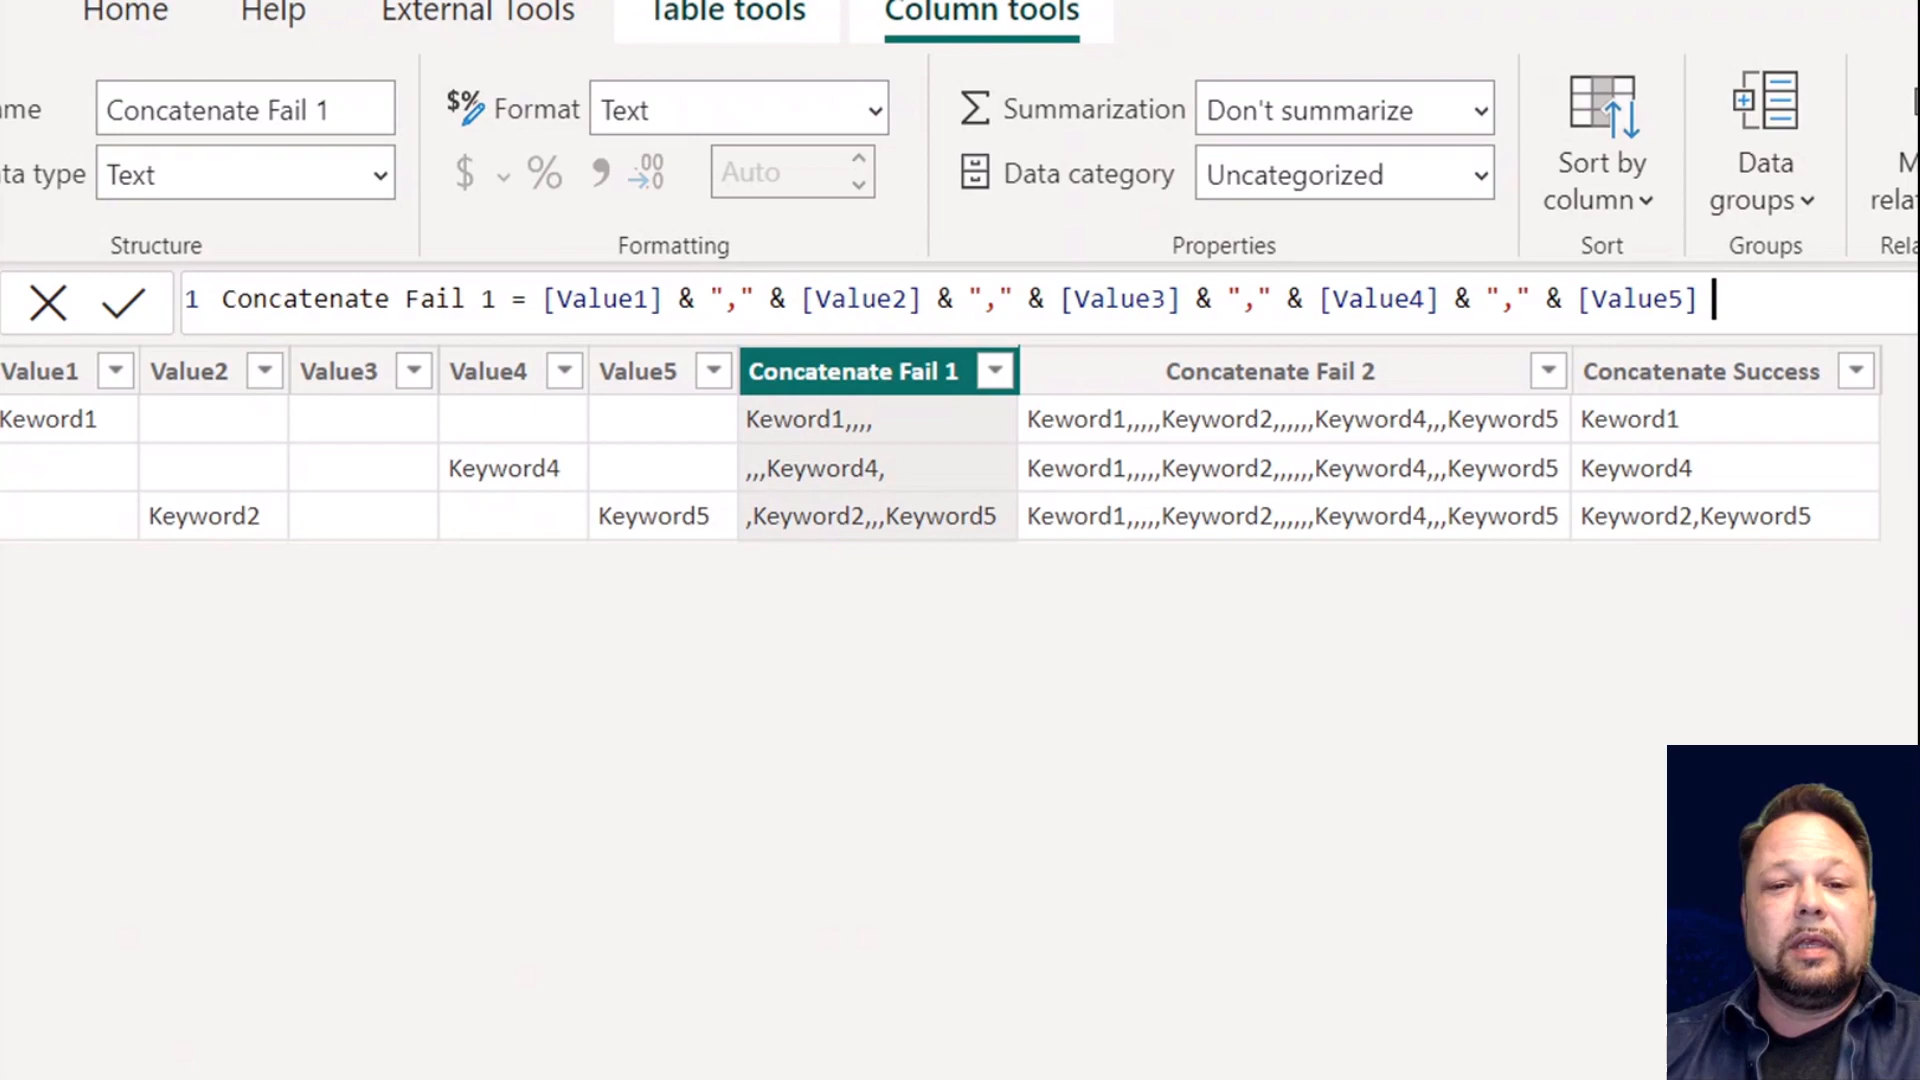 Home Help External Tools Table tools Column tools
me Concatenate Fail 1 $% Format Text Summarization Don't summarize
ta type Text $ % , .00 →.0 Auto Data category Uncategorized
Sort by column
Data groups
M
relat
Structure Formatting Properties Sort Groups Rela
1 Concatenate Fail 1 = [Value1] & "," & [Value2] & "," & [Value3] & "," & [Value4] & "," & [Value5]
Value1 Value2 Value3 Value4 Value5 Concatenate Fail 1 Concatenate Fail 2 Concatenate Success
Keword1 Keword1,,,, Keword1,,,,,Keyword2,,,,,,Keyword4,,,Keyword5 Keword1
Keyword4 ,,,Keyword4, Keword1,,,,,Keyword2,,,,,,Keyword4,,,Keyword5 Keyword4
Keyword2 Keyword5 ,Keyword2,,,Keyword5 Keword1,,,,,Keyword2,,,,,,Keyword4,,,Keyword5 Keyword2,Keyword5